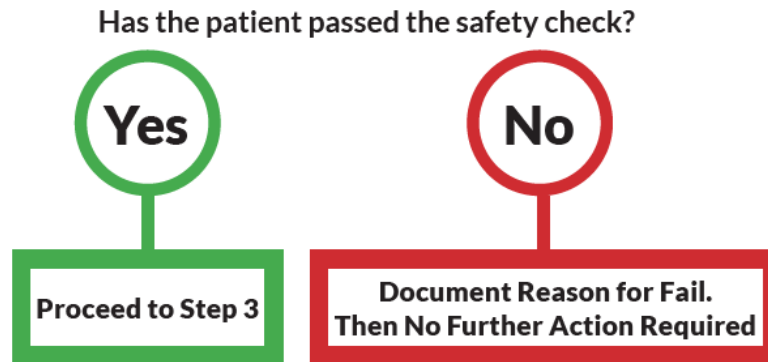 Has the patient passed the safety check?
Yes
No
Proceed to Step 3
Document Reason for Fail.
Then No Further Action Required